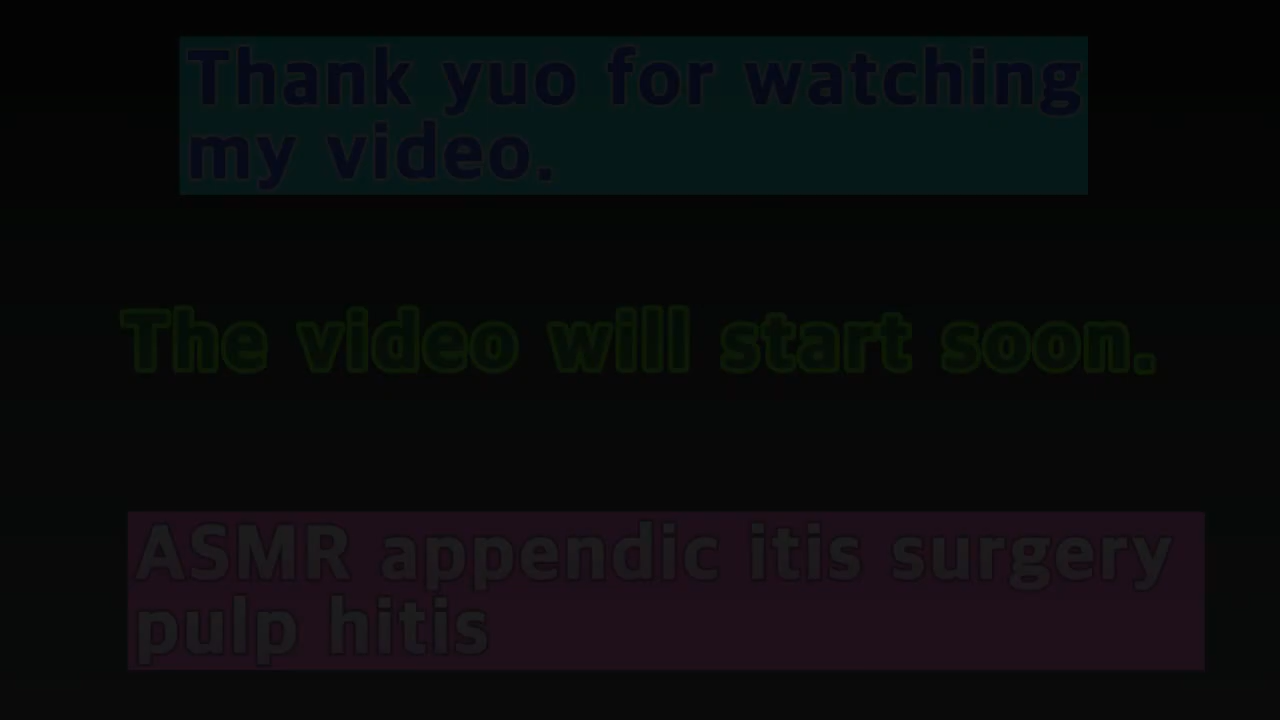 Thank yuo for watching
my video.
The video will start soon.
ASMR appendic itis surgery
pulp hitis